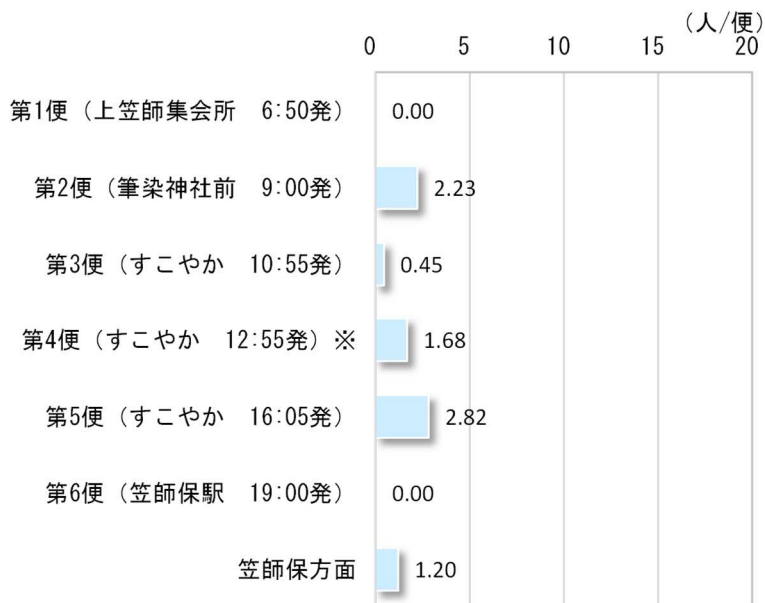 （人/便）
0 5 10 15 20
第1便（上笠師集会所　6:50発） 0.00
第2便（筆染神社前　9:00発） 2.23
第3便（すこやか　10:55発） 0.45
第4便（すこやか　12:55発）※ 1.68
第5便（すこやか　16:05発） 2.82
第6便（笠師保駅　19:00発） 0.00
笠師保方面 1.20